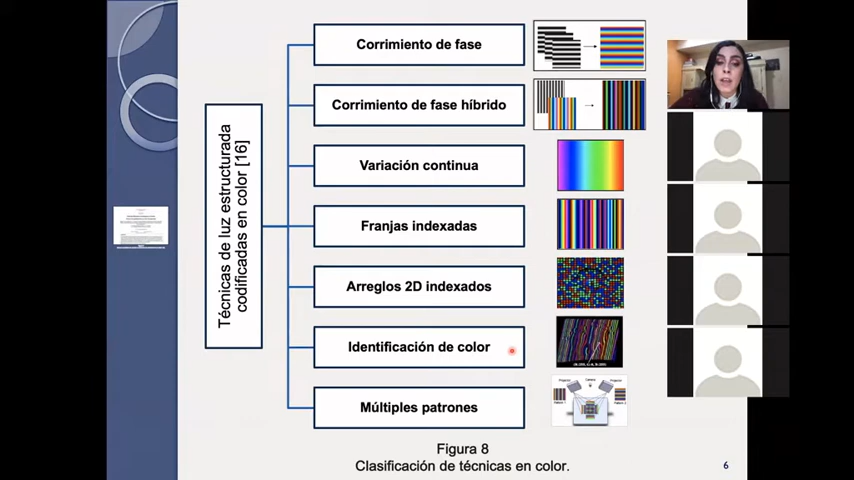 Técnicas de luz estructurada
codificadas en color [16]
Corrimiento de fase
Corrimiento de fase híbrido
Variación continua
Franjas indexadas
Arreglos 2D indexados
Identificación de color
Múltiples patrones
Figura 8
Clasificación de técnicas en color.
6